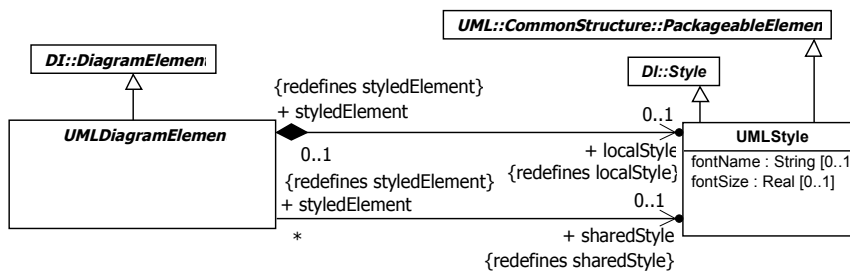 UML::CommonStructure::PackageableElemen
DI::DiagramElement
DI::Style
{redefines styledElement}
+ styledElement
0..1
UMLDiagramElemen
UMLStyle
0..1
+ localStyle
fontName : String [0..1
{redefines styledElement}
{redefines localStyle}
fontSize : Real [0..1]
+ styledElement
0..1
*
+ sharedStyle
{redefines sharedStyle}